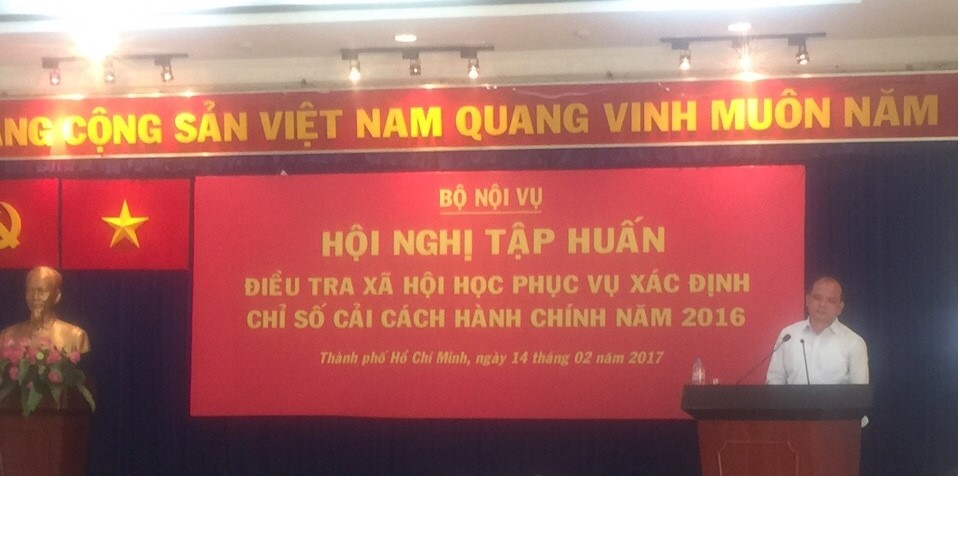 ẢNG CỘNG SẢN VIỆT NAM QUANG VINH MUÔN NĂM
BỘ NỘI VỤ
HỘI NGHỊ TẬP HUẤN
ĐIỀU TRA XÃ HỘI HỌC PHỤC VỤ XÁC ĐỊNH
CHỈ SỐ CẢI CÁCH HÀNH CHÍNH NĂM 2016
Thành phố Hồ Chí Minh, ngày 14 tháng 02 năm 2017